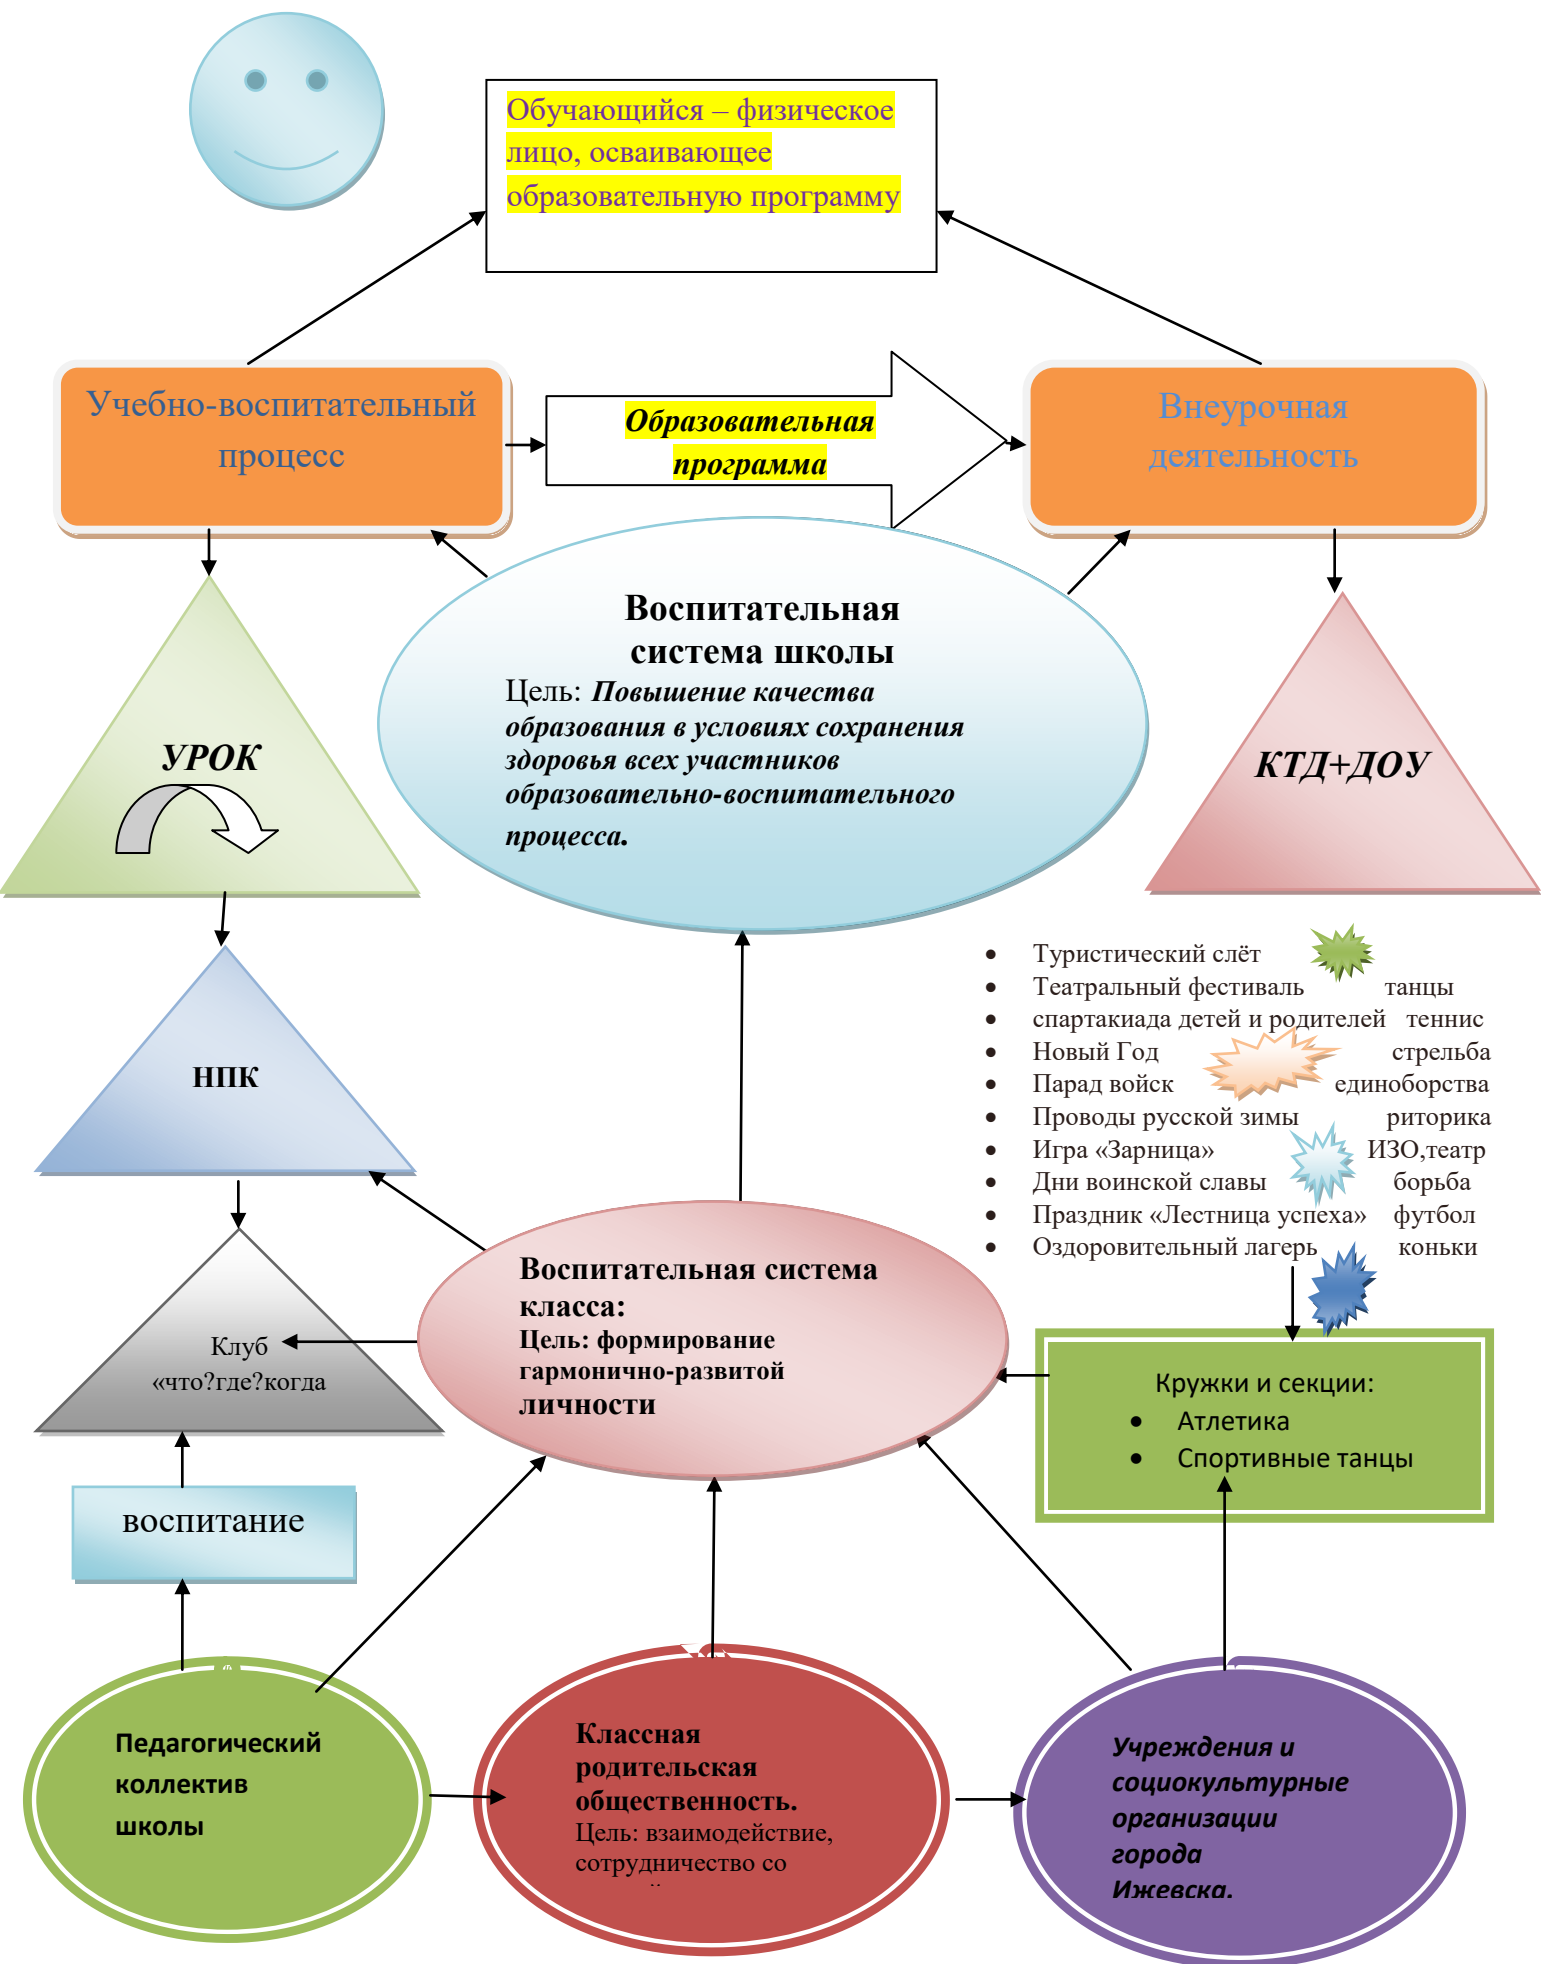 Обучающийся – физическое
лицо, осваивающее
образовательную программу
Учебно-воспитательный
процесс
Образовательная
программа
Внеурочная
деятельность
Воспитательная
система школы
Цель: Повышение качества
образования в условиях сохранения
здоровья всех участников
образовательно-воспитательного
процесса.
УРОК
КТД+ДОУ
НПК
• Туристический слёт
• Театральный фестиваль танцы
• спартакиада детей и родителей теннис
• Новый Год стрельба
• Парад войск единоборства
• Проводы русской зимы риторика
• Игра «Зарница» ИЗО,театр
• Дни воинской славы борьба
• Праздник «Лестница успеха» футбол
• Оздоровительный лагерь коньки
Воспитательная система
класса:
Цель: формирование
гармонично-развитой
личности
Клуб
«что?где?когда
Кружки и секции:
• Атлетика
• Спортивные танцы
воспитание
Педагогический
коллектив
школы
Классная
родительская
общественность.
Цель: взаимодействие,
сотрудничество со
Учреждения и
социокультурные
организации
города
Ижевска.